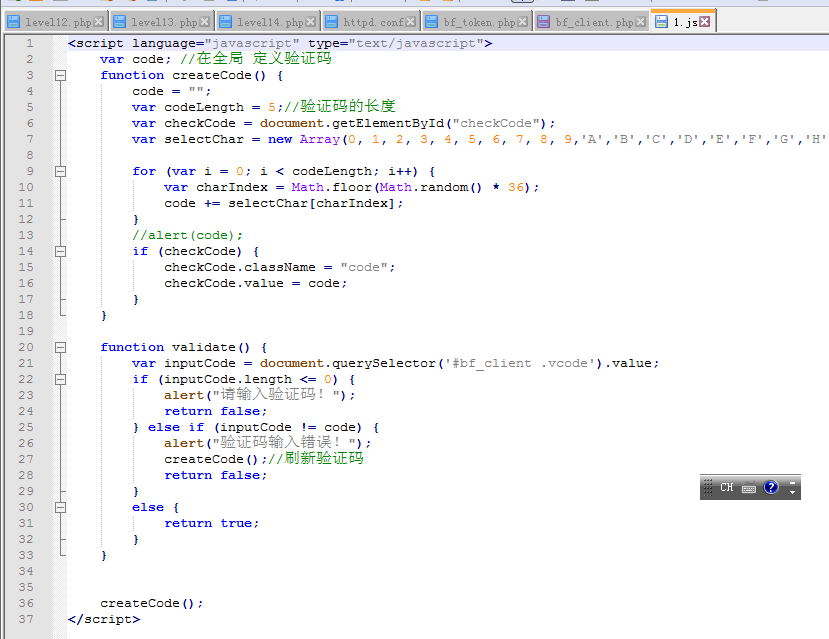 level12.php level13.php level14.php httpd.conf bf_token.php bf_client.php 1.js
1 <script language="javascript" type="text/javascript">
2 var code; //在全局 定义验证码
3 function createCode() {
4 code = "";
5 var codeLength = 5;//验证码的长度
6 var checkCode = document.getElementById("checkCode");
7 var selectChar = new Array(0, 1, 2, 3, 4, 5, 6, 7, 8, 9,'A','B','C','D','E','F','G','H'
8
9 for (var i = 0; i < codeLength; i++) {
10 var charIndex = Math.floor(Math.random() * 36);
11 code += selectChar[charIndex];
12 }
13 //alert(code);
14 if (checkCode) {
15 checkCode.className = "code";
16 checkCode.value = code;
17 }
18 }
19
20 function validate() {
21 var inputCode = document.querySelector('#bf_client .vcode').value;
22 if (inputCode.length <= 0) {
23 alert("请输入验证码！");
24 return false;
25 } else if (inputCode != code) {
26 alert("验证码输入错误！");
27 createCode();//刷新验证码
28 return false;
29 }
30 else {
31 return true;
32 }
33 }
34
35
36 createCode();
37 </script>
CH